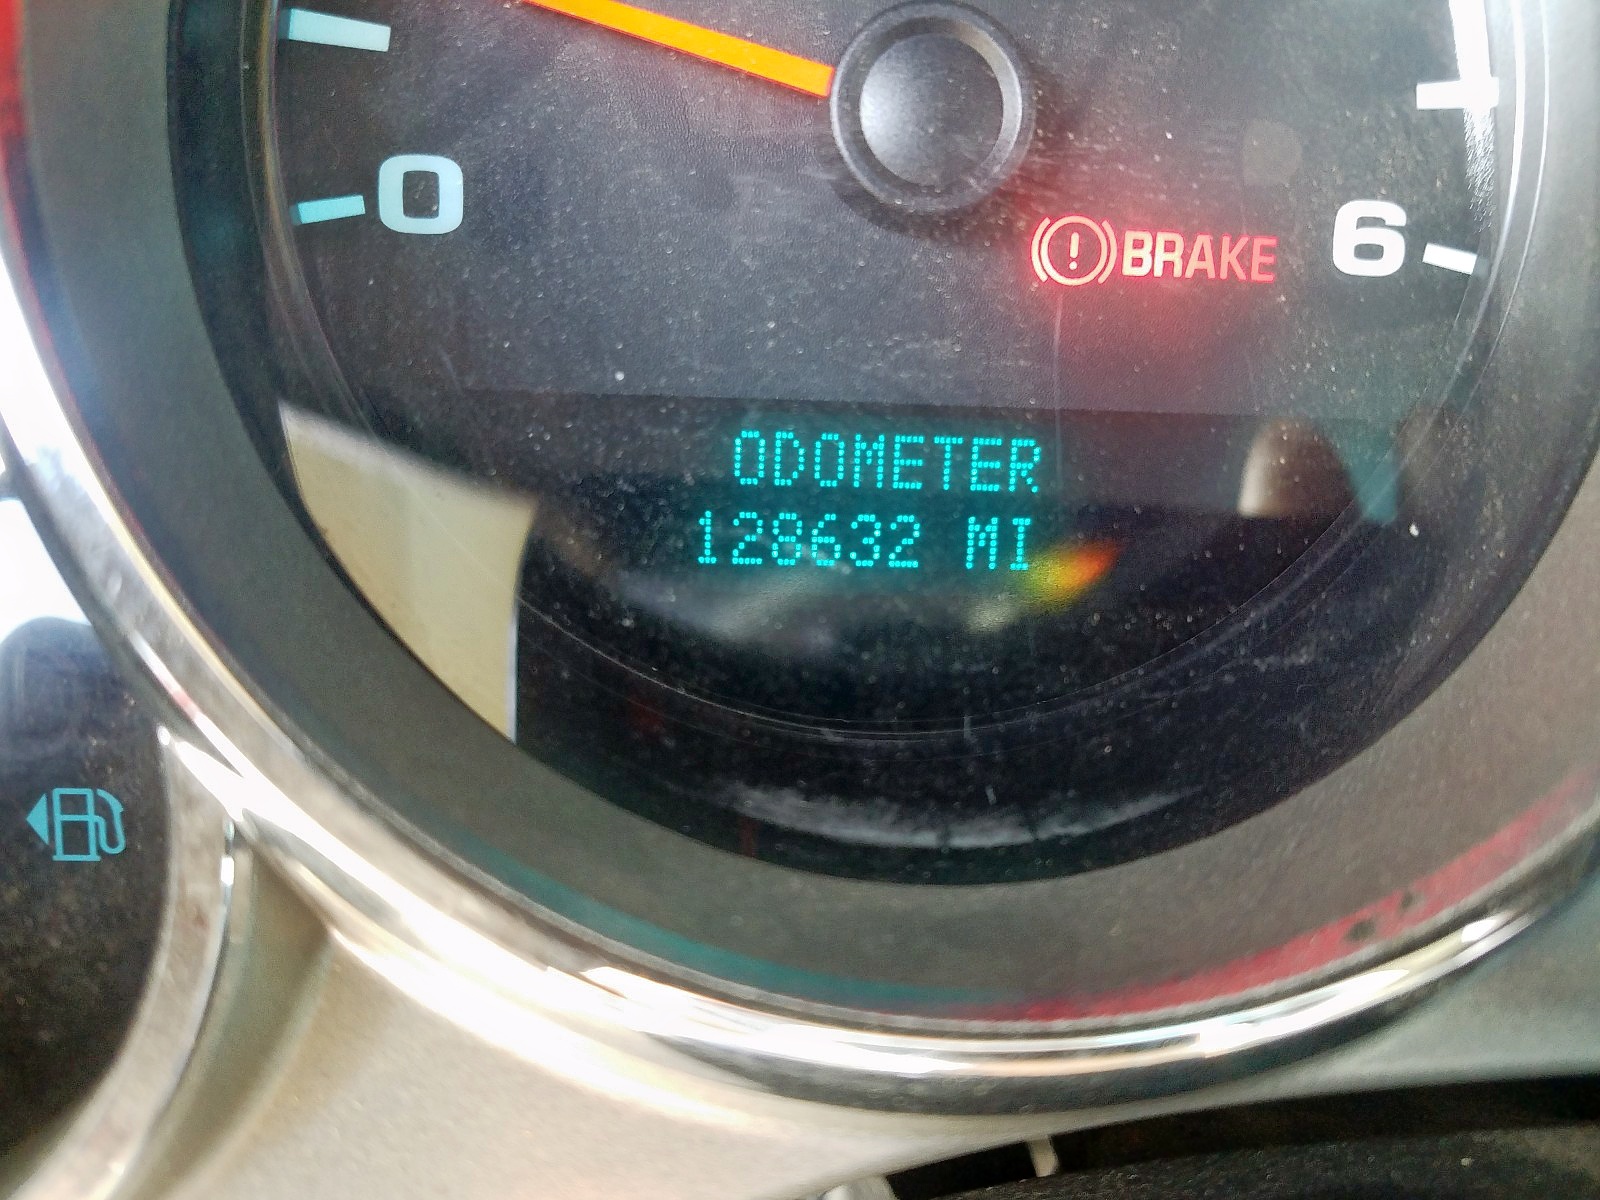 0
BRAKE 6
ODOMETER
128632 MI